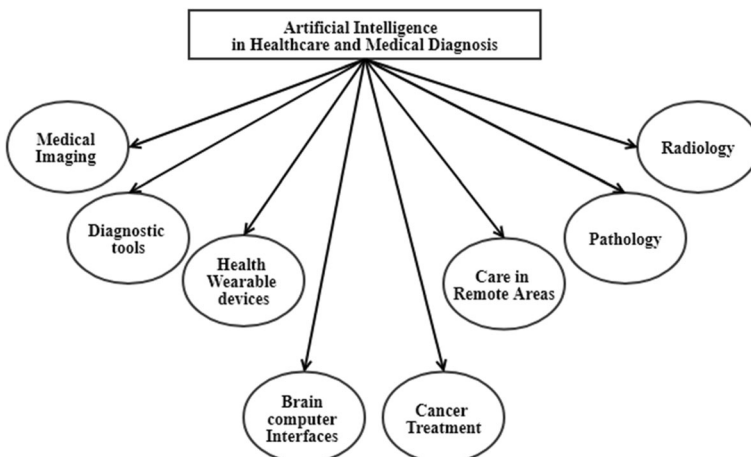 Artificial Intelligence
in Healthcare and Medical Diagnosis
Medical
Imaging
Radiology
Diagnostic
tools
Pathology
Health
Wearable
devices
Care in
Remote Areas
Brain
computer
Interfaces
Cancer
Treatment